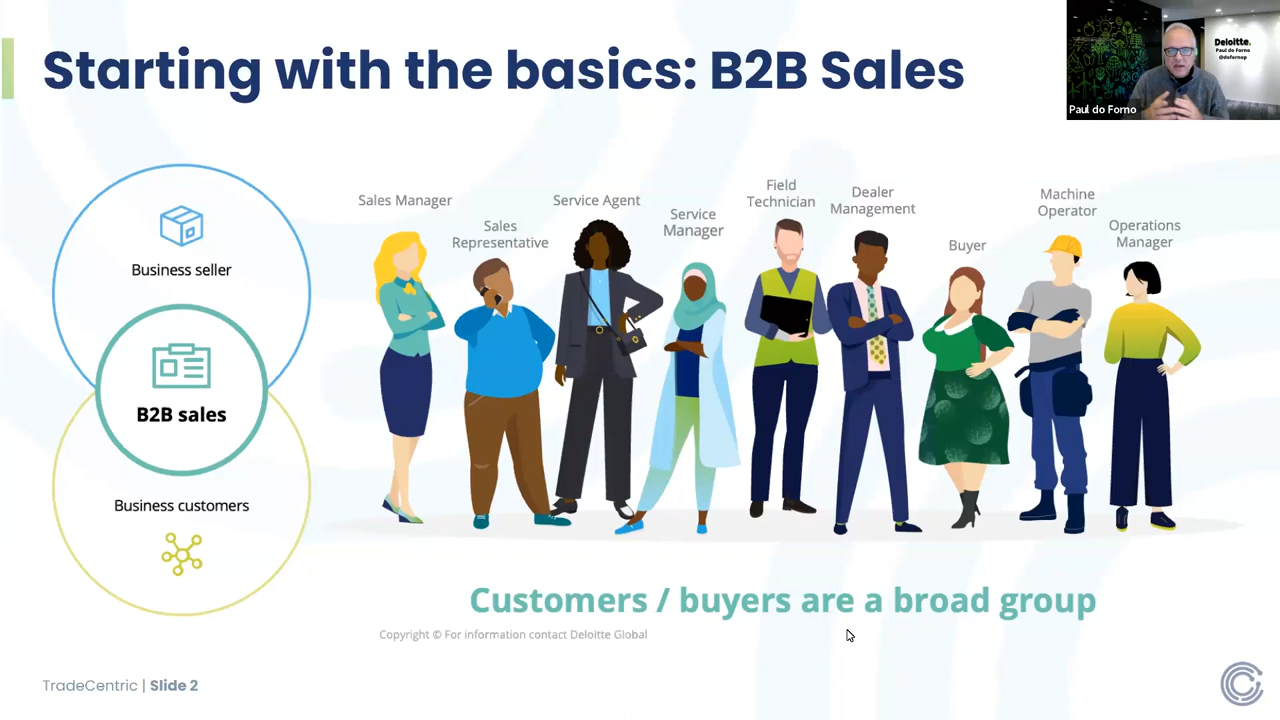 Starting with the basics: B2B Sales
Deloitte.
Paul do Forno
@dofornop
Paul do Forno
Business seller
B2B sales
Business customers
Sales Manager
Sales
Representative
Service Agent
Service
Manager
Field
Technician
Dealer
Management
Buyer
Machine
Operator
Operations
Manager
Customers / buyers are a broad group
Copyright © For information contact Deloitte Global
TradeCentric | Slide 2